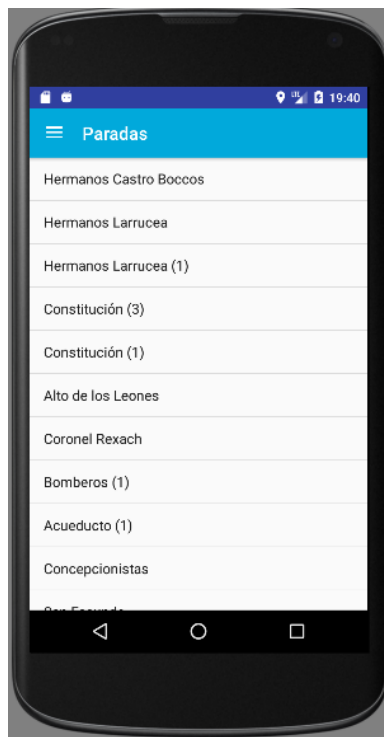 19:40
Paradas
Hermanos Castro Boccos
Hermanos Larrucea
Hermanos Larrucea (1)
Constitución (3)
Constitución (1)
Alto de los Leones
Coronel Rexach
Bomberos (1)
Acueducto (1)
Concepcionistas